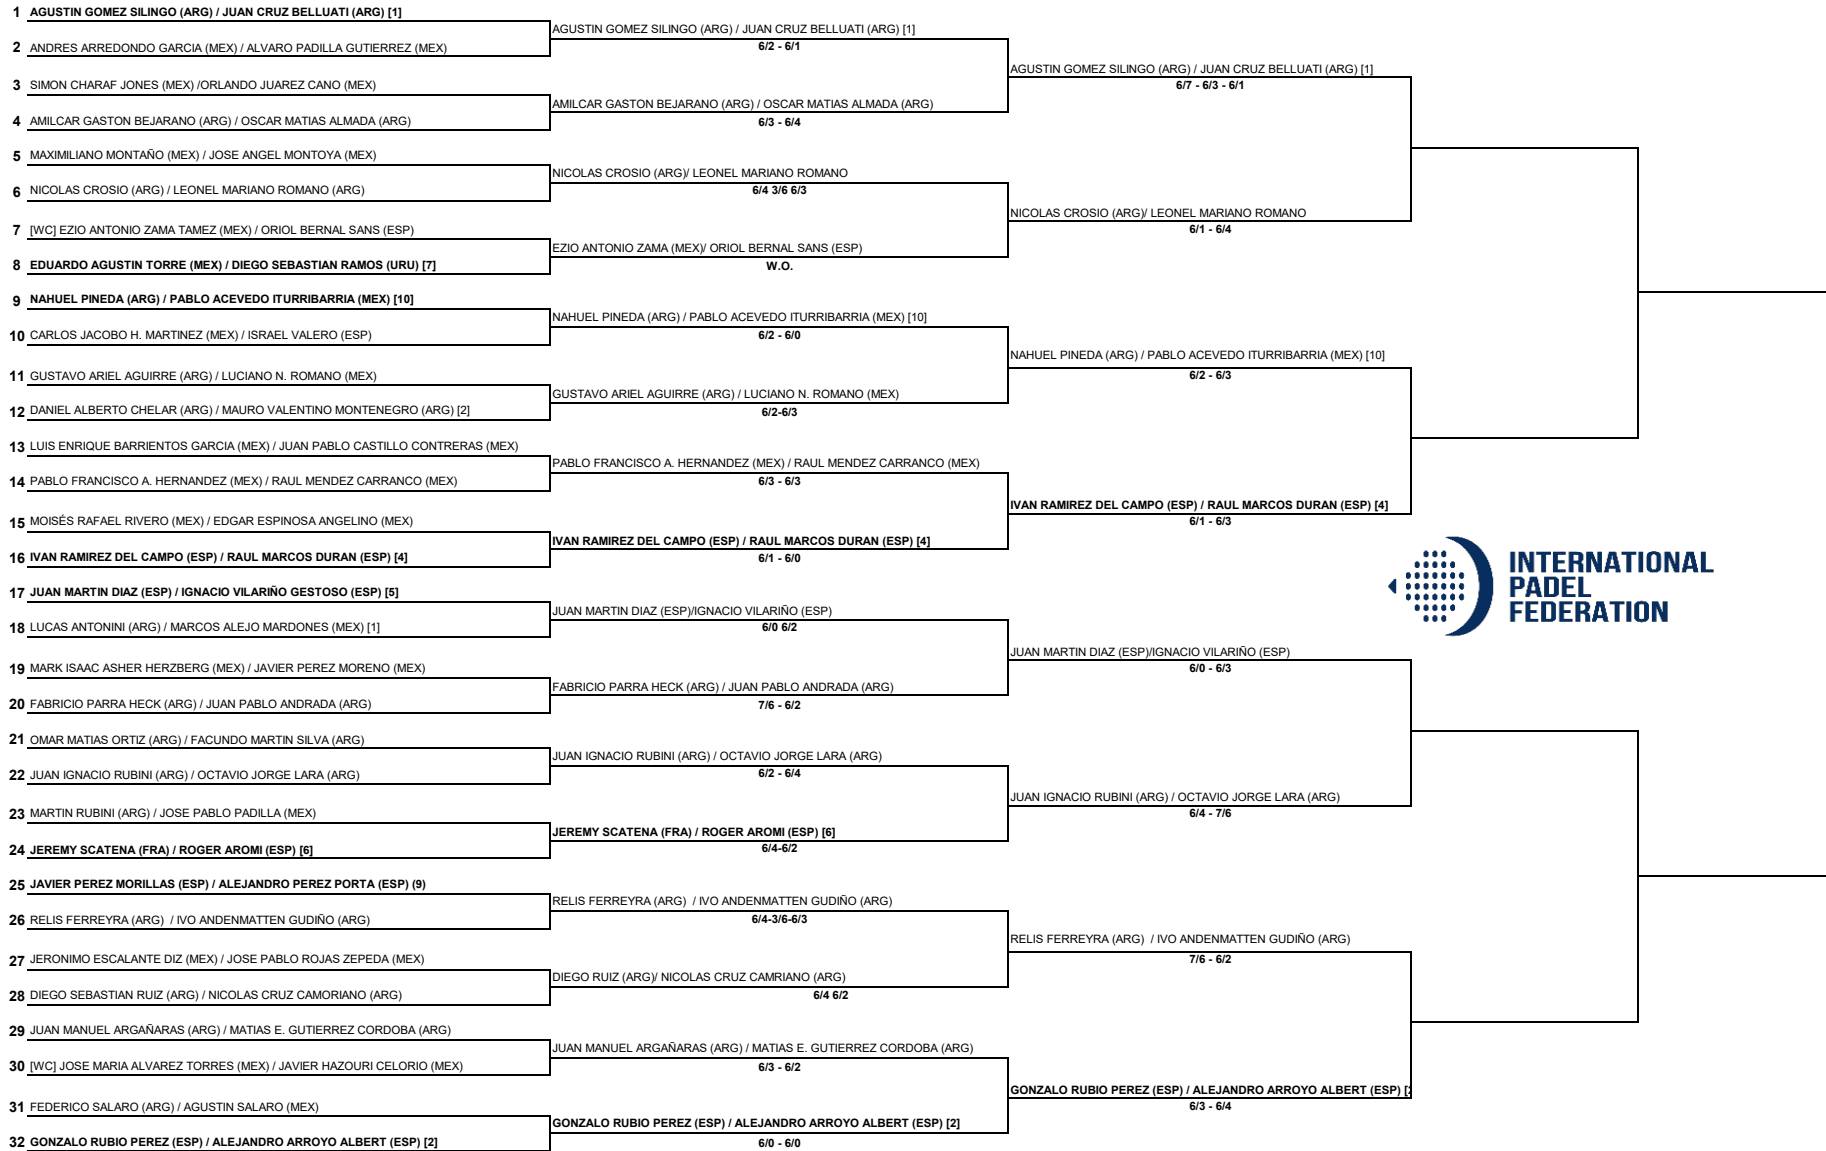 1 AGUSTIN GOMEZ SILINGO (ARG) / JUAN CRUZ BELLUATI (ARG) [1]
2 ANDRES ARREDONDO GARCIA (MEX) / ALVARO PADILLA GUTIERREZ (MEX)
3 SIMON CHARAF JONES (MEX) /ORLANDO JUAREZ CANO (MEX)
4 AMILCAR GASTON BEJARANO (ARG) / OSCAR MATIAS ALMADA (ARG)
5 MAXIMILIANO MONTAÑO (MEX) / JOSE ANGEL MONTOYA (MEX)
6 NICOLAS CROSIO (ARG) / LEONEL MARIANO ROMANO (ARG)
7 [WC] EZIO ANTONIO ZAMA TAMEZ (MEX) / ORIOL BERNAL SANS (ESP)
8 EDUARDO AGUSTIN TORRE (MEX) / DIEGO SEBASTIAN RAMOS (URU) [7]
9 NAHUEL PINEDA (ARG) / PABLO ACEVEDO ITURRIBARRIA (MEX) [10]
10 CARLOS JACOBO H. MARTINEZ (MEX) / ISRAEL VALERO (ESP)
11 GUSTAVO ARIEL AGUIRRE (ARG) / LUCIANO N. ROMANO (MEX)
12 DANIEL ALBERTO CHELAR (ARG) / MAURO VALENTINO MONTENEGRO (ARG) [2]
13 LUIS ENRIQUE BARRIENTOS GARCIA (MEX) / JUAN PABLO CASTILLO CONTRERAS (MEX)
14 PABLO FRANCISCO A. HERNANDEZ (MEX) / RAUL MENDEZ CARRANCO (MEX)
15 MOISÉS RAFAEL RIVERO (MEX) / EDGAR ESPINOSA ANGELINO (MEX)
16 IVAN RAMIREZ DEL CAMPO (ESP) / RAUL MARCOS DURAN (ESP) [4]
17 JUAN MARTIN DIAZ (ESP) / IGNACIO VILARIÑO GESTOSO (ESP) [5]
18 LUCAS ANTONINI (ARG) / MARCOS ALEJO MARDONES (MEX) [1]
19 MARK ISAAC ASHER HERZBERG (MEX) / JAVIER PEREZ MORENO (MEX)
20 FABRICIO PARRA HECK (ARG) / JUAN PABLO ANDRADA (ARG)
21 OMAR MATIAS ORTIZ (ARG) / FACUNDO MARTIN SILVA (ARG)
22 JUAN IGNACIO RUBINI (ARG) / OCTAVIO JORGE LARA (ARG)
23 MARTIN RUBINI (ARG) / JOSE PABLO PADILLA (MEX)
24 JEREMY SCATENA (FRA) / ROGER AROMI (ESP) [6]
25 JAVIER PEREZ MORILLAS (ESP) / ALEJANDRO PEREZ PORTA (ESP) (9)
26 RELIS FERREYRA (ARG) / IVO ANDENMATTEN GUDIÑO (ARG)
27 JERONIMO ESCALANTE DIZ (MEX) / JOSE PABLO ROJAS ZEPEDA (MEX)
28 DIEGO SEBASTIAN RUIZ (ARG) / NICOLAS CRUZ CAMORIANO (ARG)
29 JUAN MANUEL ARGAÑARAS (ARG) / MATIAS E. GUTIERREZ CORDOBA (ARG)
30 [WC] JOSE MARIA ALVAREZ TORRES (MEX) / JAVIER HAZOURI CELORIO (MEX)
31 FEDERICO SALARO (ARG) / AGUSTIN SALARO (MEX)
32 GONZALO RUBIO PEREZ (ESP) / ALEJANDRO ARROYO ALBERT (ESP) [2]
AGUSTIN GOMEZ SILINGO (ARG) / JUAN CRUZ BELLUATI (ARG) [1]
6/2 - 6/1
AMILCAR GASTON BEJARANO (ARG) / OSCAR MATIAS ALMADA (ARG)
6/3 - 6/4
NICOLAS CROSIO (ARG)/ LEONEL MARIANO ROMANO
6/4 3/6 6/3
EZIO ANTONIO ZAMA (MEX)/ ORIOL BERNAL SANS (ESP)
W.O.
NAHUEL PINEDA (ARG) / PABLO ACEVEDO ITURRIBARRIA (MEX) [10]
6/2 - 6/0
GUSTAVO ARIEL AGUIRRE (ARG) / LUCIANO N. ROMANO (MEX)
6/2-6/3
PABLO FRANCISCO A. HERNANDEZ (MEX) / RAUL MENDEZ CARRANCO (MEX)
6/3 - 6/3
IVAN RAMIREZ DEL CAMPO (ESP) / RAUL MARCOS DURAN (ESP) [4]
6/1 - 6/0
JUAN MARTIN DIAZ (ESP)/IGNACIO VILARIÑO (ESP)
6/0 6/2
FABRICIO PARRA HECK (ARG) / JUAN PABLO ANDRADA (ARG)
7/6 - 6/2
JUAN IGNACIO RUBINI (ARG) / OCTAVIO JORGE LARA (ARG)
6/2 - 6/4
JEREMY SCATENA (FRA) / ROGER AROMI (ESP) [6]
6/4-6/2
RELIS FERREYRA (ARG) / IVO ANDENMATTEN GUDIÑO (ARG)
6/4-3/6-6/3
DIEGO RUIZ (ARG)/ NICOLAS CRUZ CAMRIANO (ARG)
6/4 6/2
JUAN MANUEL ARGAÑARAS (ARG) / MATIAS E. GUTIERREZ CORDOBA (ARG)
6/3 - 6/2
GONZALO RUBIO PEREZ (ESP) / ALEJANDRO ARROYO ALBERT (ESP) [2]
6/0 - 6/0
AGUSTIN GOMEZ SILINGO (ARG) / JUAN CRUZ BELLUATI (ARG) [1]
6/7 - 6/3 - 6/1
NICOLAS CROSIO (ARG)/ LEONEL MARIANO ROMANO
6/1 - 6/4
NAHUEL PINEDA (ARG) / PABLO ACEVEDO ITURRIBARRIA (MEX) [10]
6/2 - 6/3
IVAN RAMIREZ DEL CAMPO (ESP) / RAUL MARCOS DURAN (ESP) [4]
6/1 - 6/3
JUAN MARTIN DIAZ (ESP)/IGNACIO VILARIÑO (ESP)
6/0 - 6/3
JUAN IGNACIO RUBINI (ARG) / OCTAVIO JORGE LARA (ARG)
6/4 - 7/6
RELIS FERREYRA (ARG) / IVO ANDENMATTEN GUDIÑO (ARG)
7/6 - 6/2
GONZALO RUBIO PEREZ (ESP) / ALEJANDRO ARROYO ALBERT (ESP)
6/3 - 6/4
INTERNATIONAL
PADEL
FEDERATION